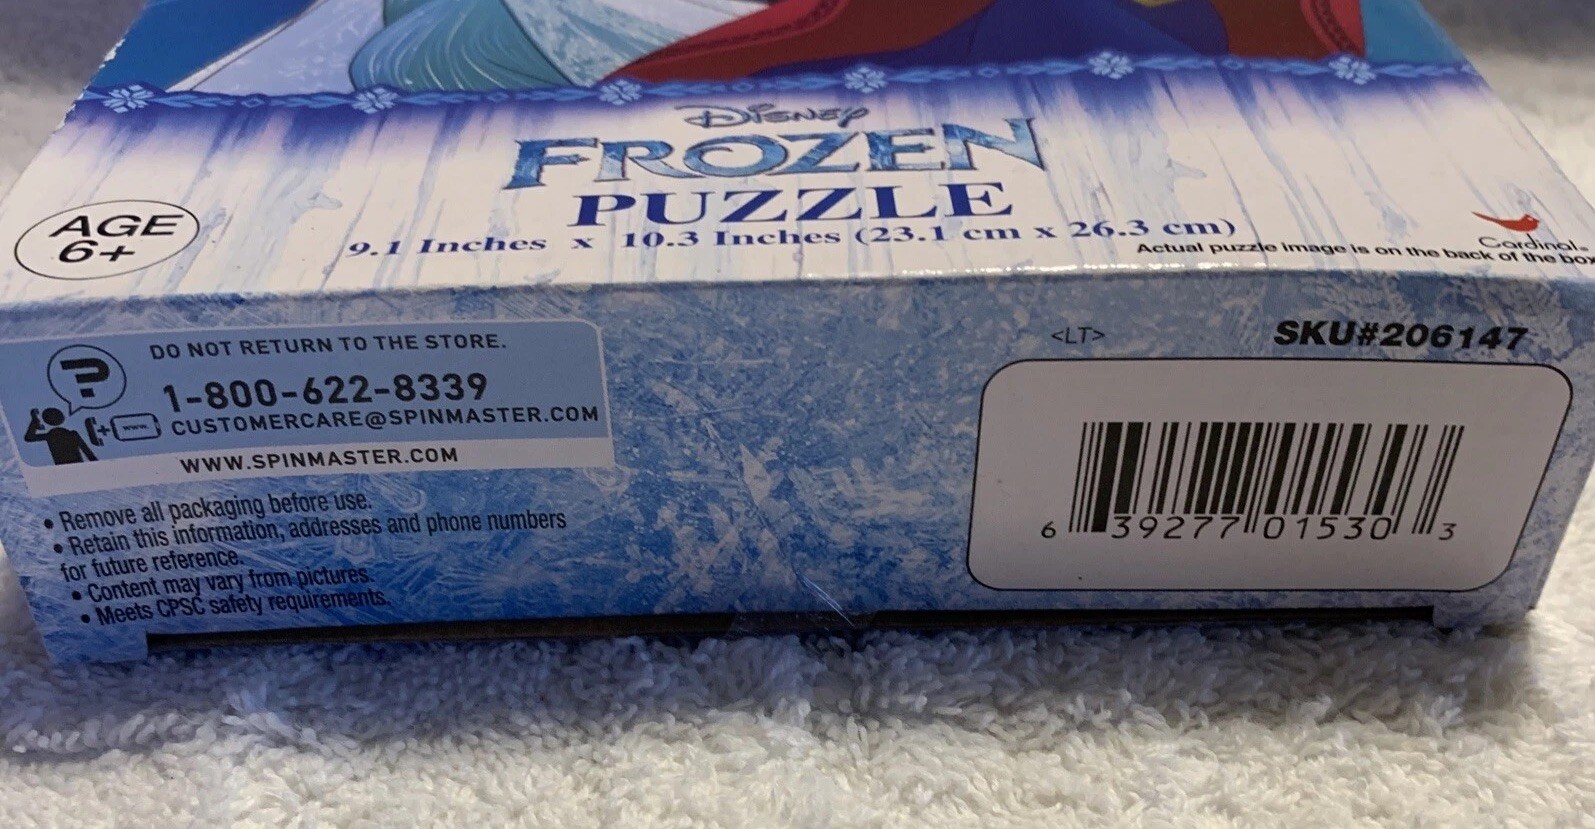 Disney
FROZEN
PUZZLE
AGE
6+
9.1 Inches x 10.3 Inches (23.1 cm x 26.3 cm)
Cardinal®
Actual puzzle image is on the back of the box
DO NOT RETURN TO THE STORE.
?
1-800-622-8339
+ www.
CUSTOMERCARE@SPINMASTER.COM
WWW.SPINMASTER.COM
• Remove all packaging before use.
• Retain this information, addresses and phone numbers
for future reference.
• Content may vary from pictures.
• Meets CPSC safety requirements.
<LT>
SKU#206147
6 39277 01530 3